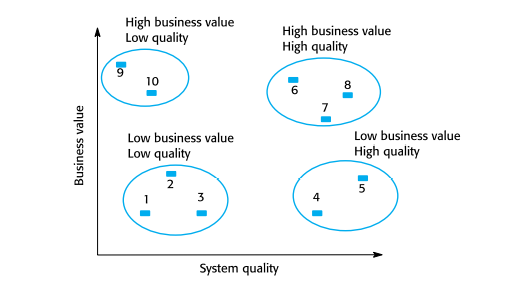 High business value
Low quality
9
10
High business value
High quality
6
8
7
Business value
Low business value
Low quality
1
2
3
Low business value
High quality
4
5
System quality